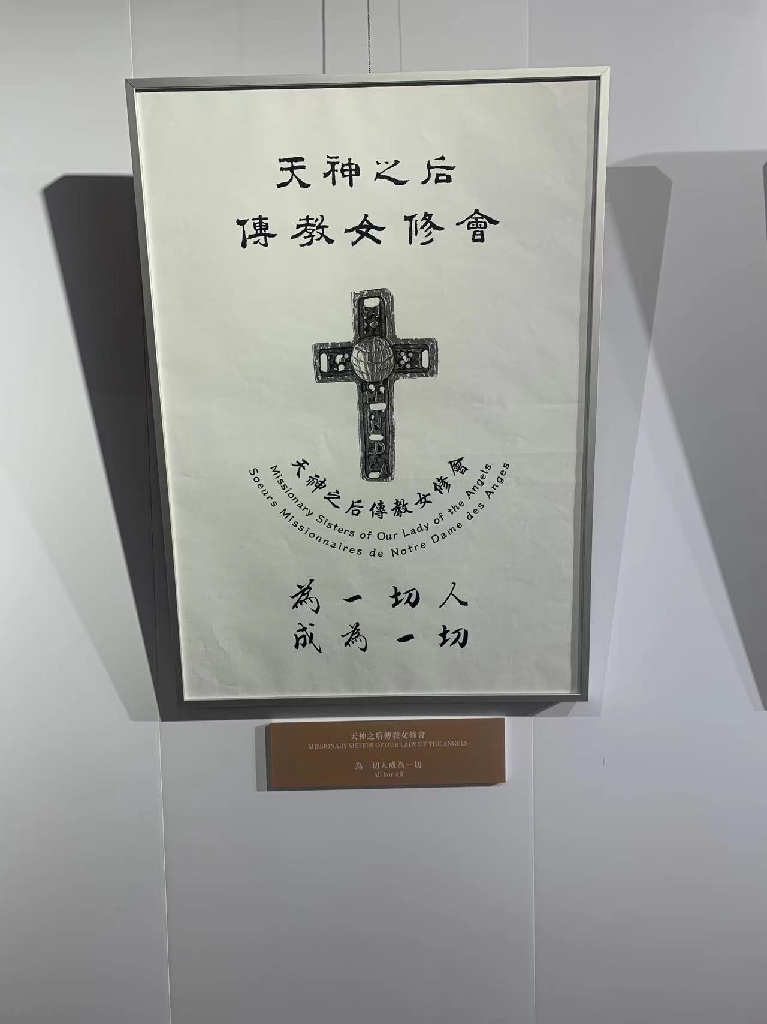 天神之后
傳教女修會
M.N.D.A
天神之后傳教女修會
Missionary Sisters of Our Lady of the Angels
Soeurs Missionnaires de Notre Dame des Anges
為一切人
成為一切
天神之后傳教女修會
MISSIONARY SISTERS OF OUR LADY OF THE ANGELS
為一切人成為一切
All for all